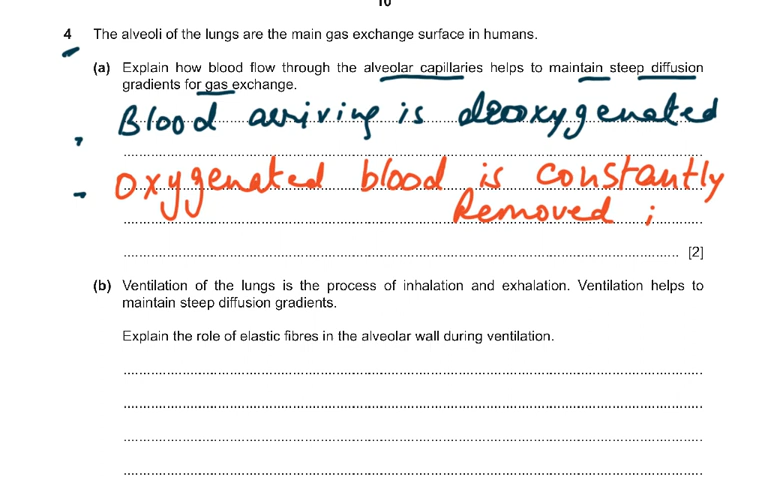 10
4 The alveoli of the lungs are the main gas exchange surface in humans.
(a) Explain how blood flow through the alveolar capillaries helps to maintain steep diffusion
gradients for gas exchange.
Blood arriving is deoxygenated
- Oxygenated blood is constantly
Removed ;
[2]
(b) Ventilation of the lungs is the process of inhalation and exhalation. Ventilation helps to
maintain steep diffusion gradients.
Explain the role of elastic fibres in the alveolar wall during ventilation.